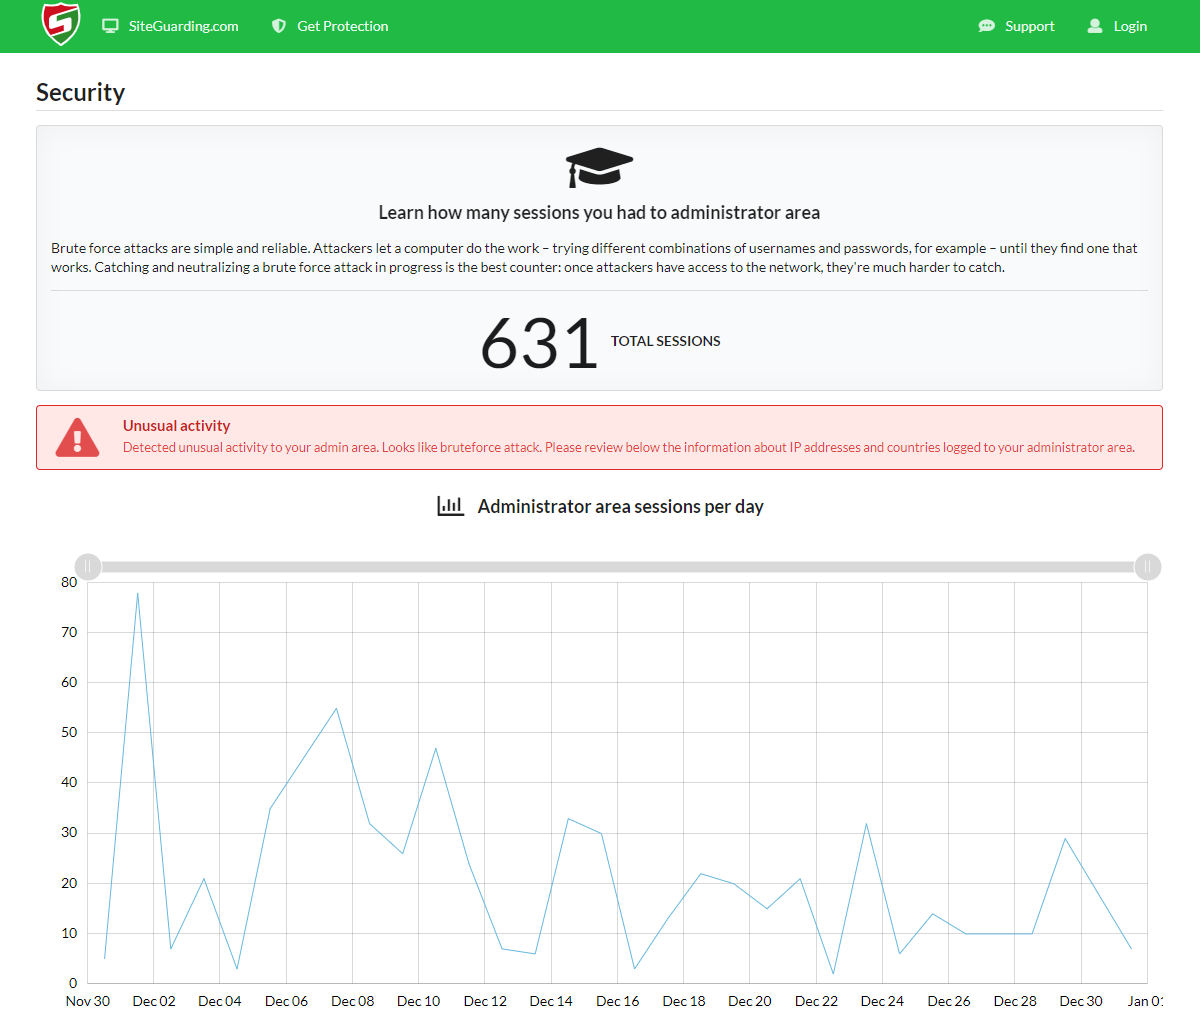 SiteGuarding.com
Get Protection
Support
Login
Security
Learn how many sessions you had to administrator area
Brute force attacks are simple and reliable. Attackers let a computer do the work – trying different combinations of usernames and passwords, for example – until they find one that
works. Catching and neutralizing a brute force attack in progress is the best counter: once attackers have access to the network, they're much harder to catch.
631 TOTAL SESSIONS
Unusual activity
Detected unusual activity to your admin area. Looks like bruteforce attack. Please review below the information about IP addresses and countries logged to your administrator area.
Administrator area sessions per day
80
70
60
50
40
30
20
10
0
Nov 30 Dec 02 Dec 04 Dec 06 Dec 08 Dec 10 Dec 12 Dec 14 Dec 16 Dec 18 Dec 20 Dec 22 Dec 24 Dec 26 Dec 28 Dec 30 Jan 01